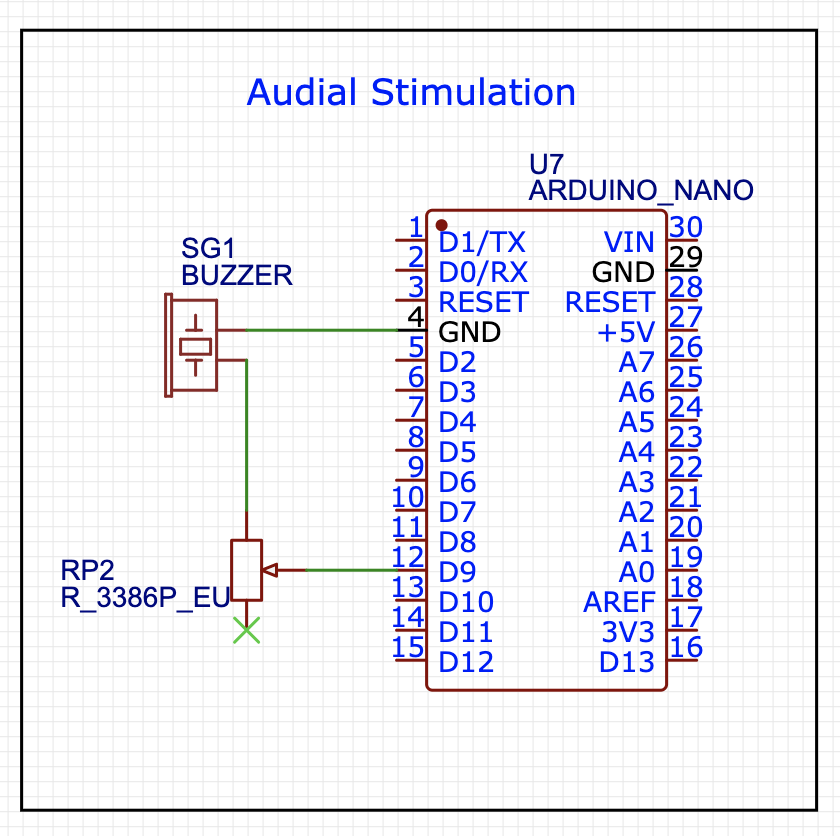 Audial Stimulation
U7
ARDUINO_NANO
SG1
BUZZER
1 D1/TX VIN 30
2 D0/RX GND 29
3 RESET RESET 28
4 GND +5V 27
5 D2 A7 26
6 D3 A6 25
7 D4 A5 24
8 D5 A4 23
9 D6 A3 22
10 D7 A2 21
11 D8 A1 20
12 D9 A0 19
13 D10 AREF 18
14 D11 3V3 17
15 D12 D13 16
RP2
R_3386P_EU